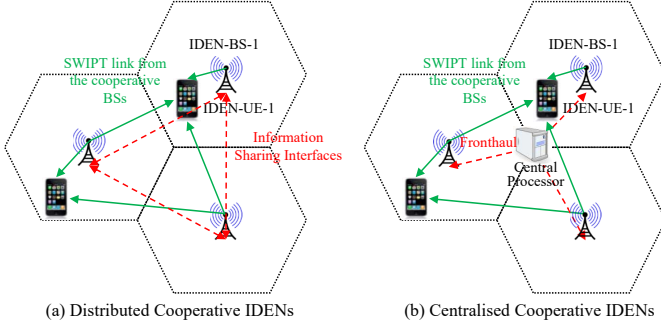 IDEN-BS-1
SWIPT link from
the cooperative
BSs
IDEN-UE-1
Information
Sharing Interfaces
(a) Distributed Cooperative IDENs
IDEN-BS-1
SWIPT link from
the cooperative
BSs
IDEN-UE-1
Fronthaul
Central
Processor
(b) Centralised Cooperative IDENs